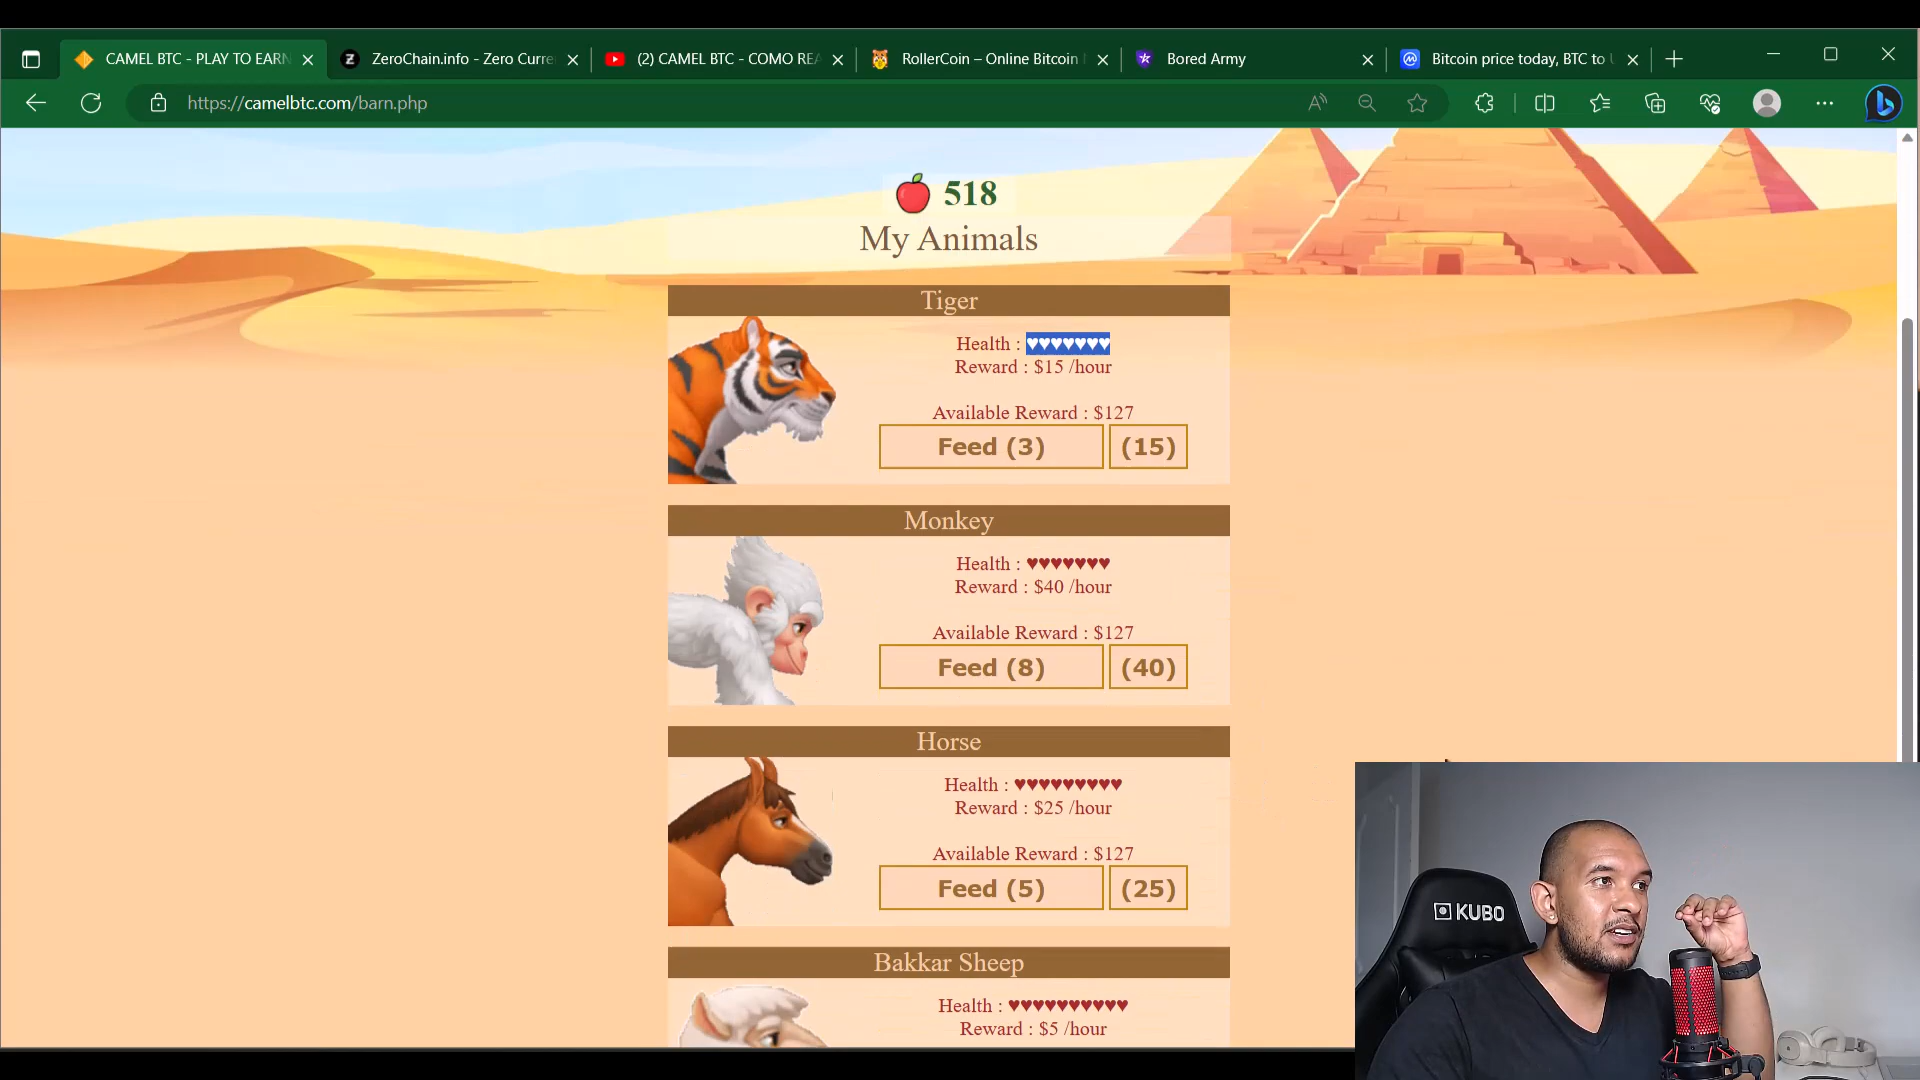 CAMEL BTC - PLAY TO EARN
ZeroChain.info - Zero Curre
(2) CAMEL BTC - COMO REA
RollerCoin – Online Bitcoin
Bored Army
Bitcoin price today, BTC to U
https://camelbtc.com/barn.php
518
My Animals
Tiger
Health : ♥♥♥♥♥♥♥
Reward : $15 /hour
Available Reward : $127
Feed (3) (15)
Monkey
Health : ♥♥♥♥♥♥♥
Reward : $40 /hour
Available Reward : $127
Feed (8) (40)
Horse
Health : ♥♥♥♥♥♥♥♥♥
Reward : $25 /hour
Available Reward : $127
Feed (5) (25)
Bakkar Sheep
Health : ♥♥♥♥♥♥♥♥♥♥
Reward : $5 /hour
KUBO